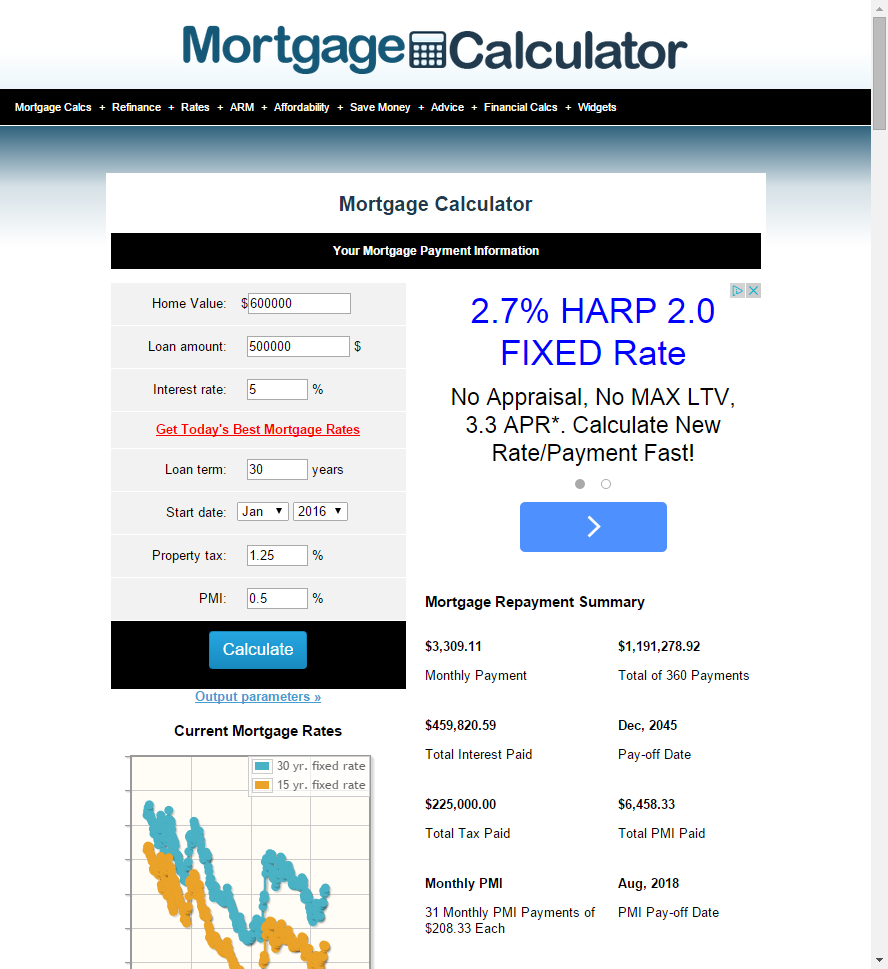 Mortgage Calculator
Mortgage Calcs + Refinance + Rates + ARM + Affordability + Save Money + Advice + Financial Calcs + Widgets
Mortgage Calculator
Your Mortgage Payment Information
Home Value: $600000
Loan amount: 500000 $
Interest rate: 5 %
Get Today's Best Mortgage Rates
Loan term: 30 years
Start date: Jan 2016
Property tax: 1.25 %
PMI: 0.5 %
Calculate
Output parameters »
Current Mortgage Rates
30 yr. fixed rate
15 yr. fixed rate
2.7% HARP 2.0
FIXED Rate
No Appraisal, No MAX LTV,
3.3 APR*. Calculate New
Rate/Payment Fast!
Mortgage Repayment Summary
$3,309.11 $1,191,278.92
Monthly Payment Total of 360 Payments
$459,820.59 Dec, 2045
Total Interest Paid Pay-off Date
$225,000.00 $6,458.33
Total Tax Paid Total PMI Paid
Monthly PMI Aug, 2018
31 Monthly PMI Payments of PMI Pay-off Date
$208.33 Each